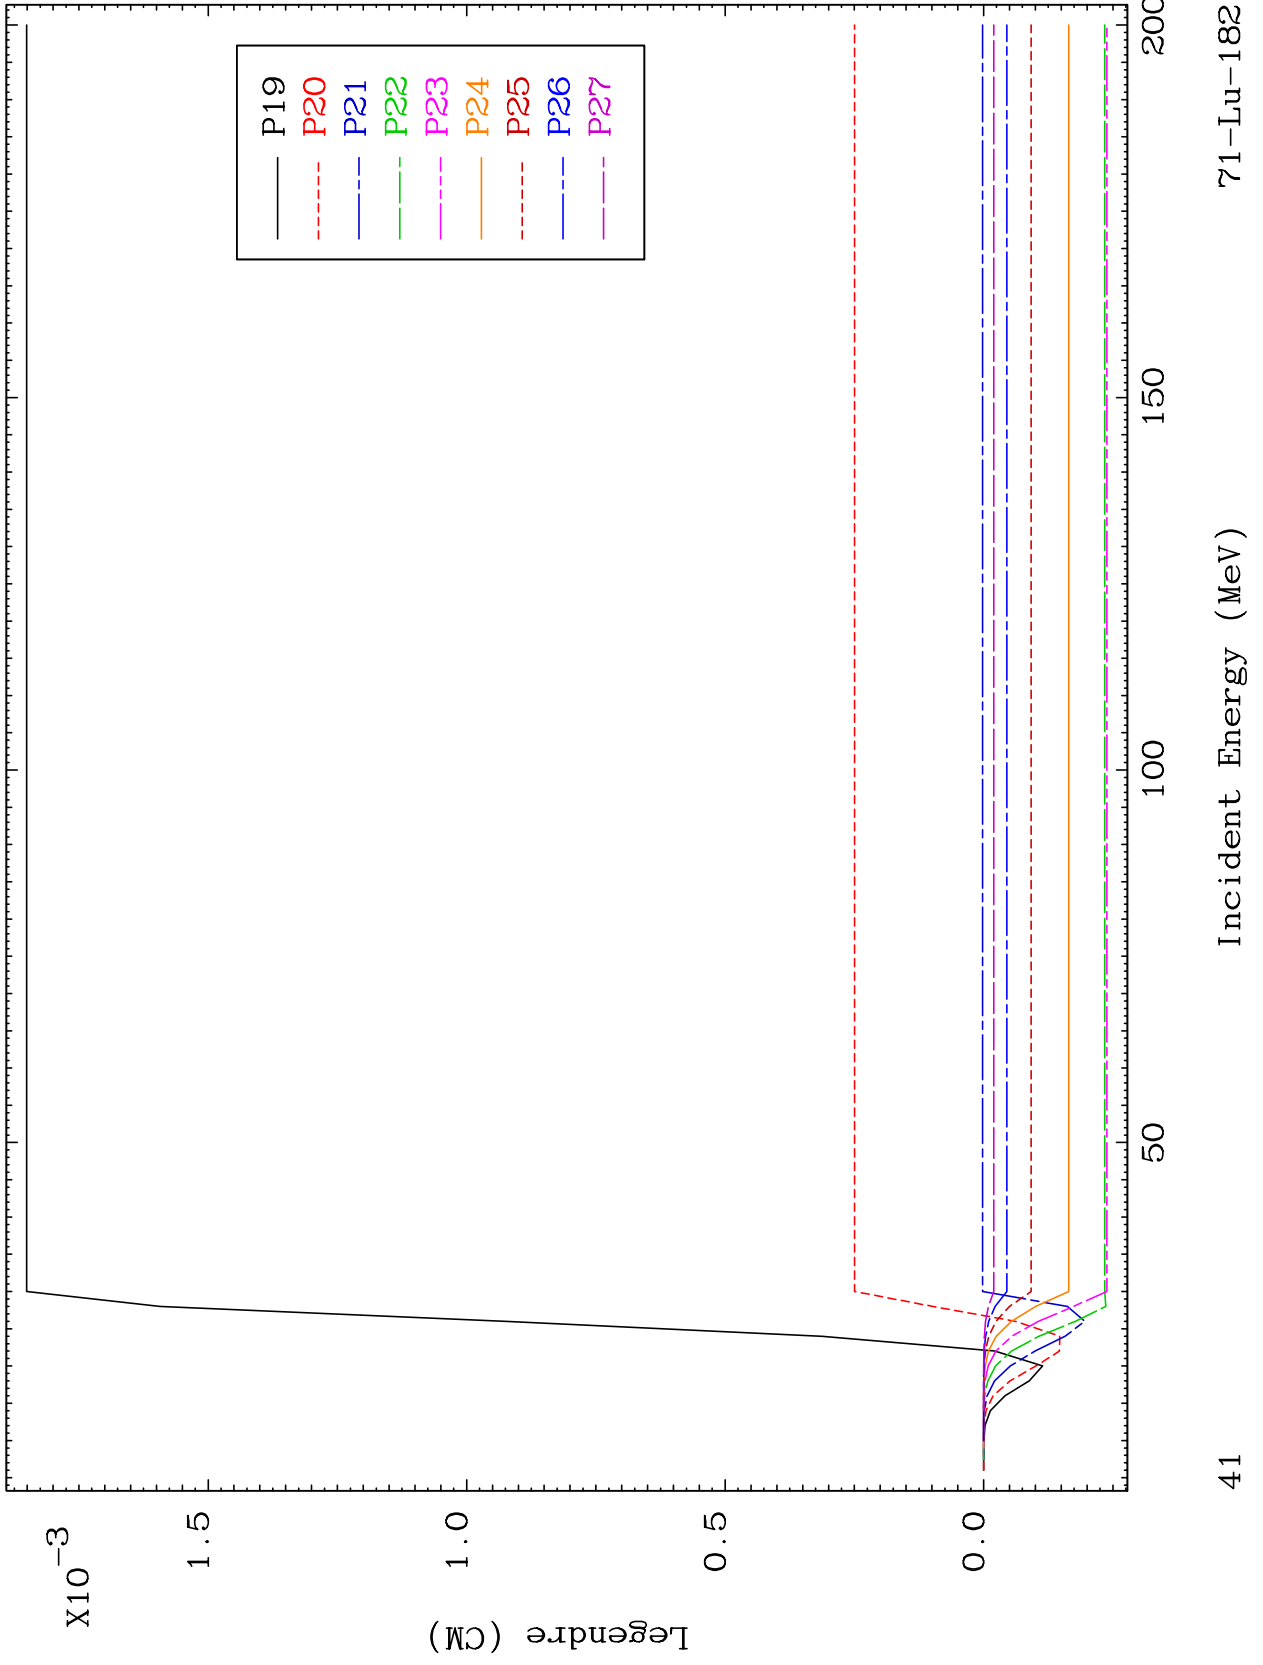 X10-3
1.5
1.0
0.5
0.0
Legendre (CM)
P19
P20
P21
P22
P23
P24
P25
P26
P27
50
100
150
200
Incident Energy (MeV)
41
71-Lu-182